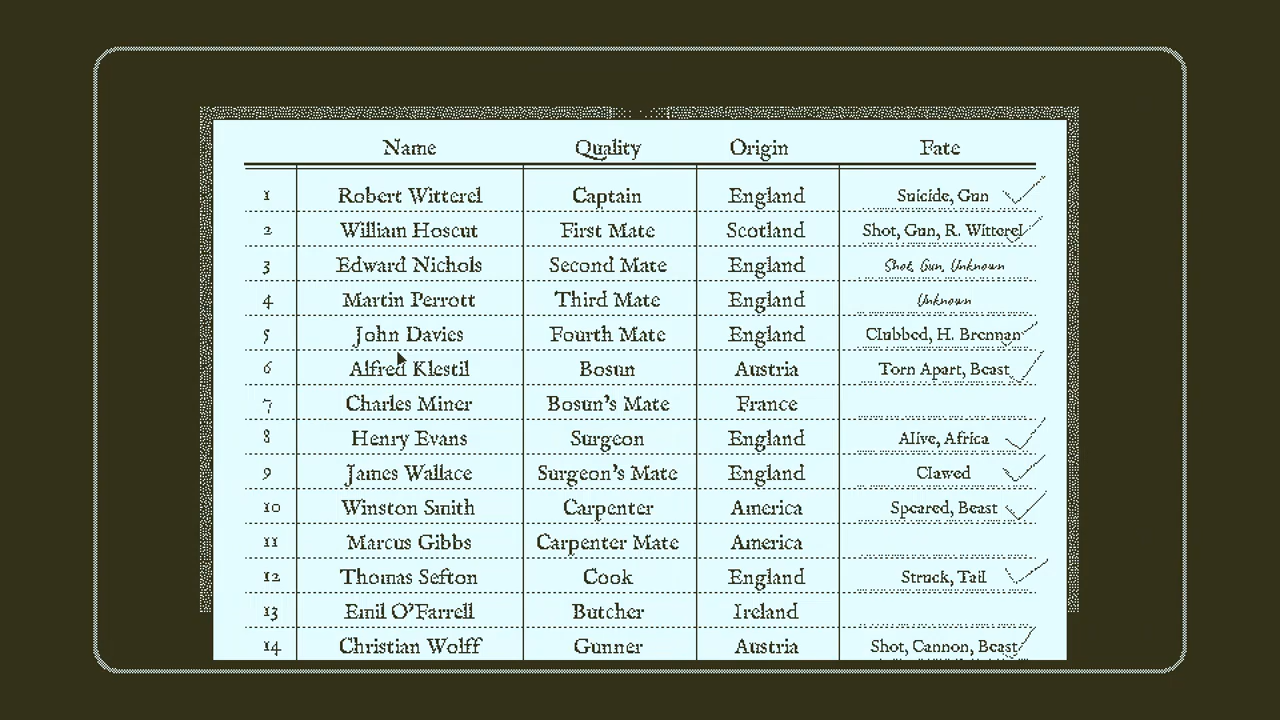 Name Quality Origin Fate
1 Robert Witterel Captain England Suicide, Gun
2 William Hoscut First Mate Scotland Shot, Gun, R. Witterel
3 Edward Nichols Second Mate England Shot, Gun, Unknown
4 Martin Perrott Third Mate England Unknown
5 John Davies Fourth Mate England Clubbed, H. Brennan
6 Alfred Klestil Bosun Austria Torn Apart, Beast
7 Charles Miner Bosun's Mate France
8 Henry Evans Surgeon England Alive, Africa
9 James Wallace Surgeon's Mate England Clawed
10 Winston Smith Carpenter America Speared, Beast
11 Marcus Gibbs Carpenter Mate America
12 Thomas Sefton Cook England Struck, Tail
13 Emil O'Farrell Butcher Ireland
14 Christian Wolff Gunner Austria Shot, Cannon, Beast